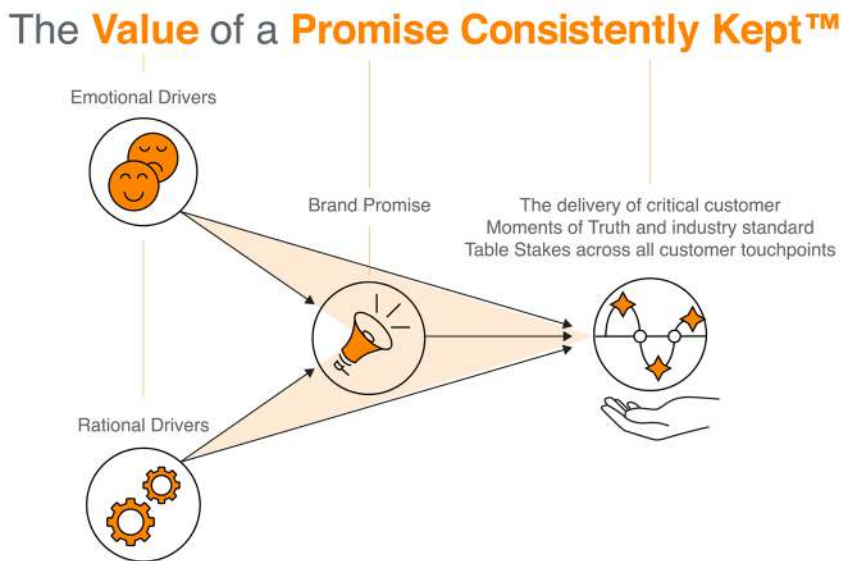 The Value of a Promise Consistently Kept™
Emotional Drivers
Brand Promise
The delivery of critical customer
Moments of Truth and industry standard
Table Stakes across all customer touchpoints
Rational Drivers